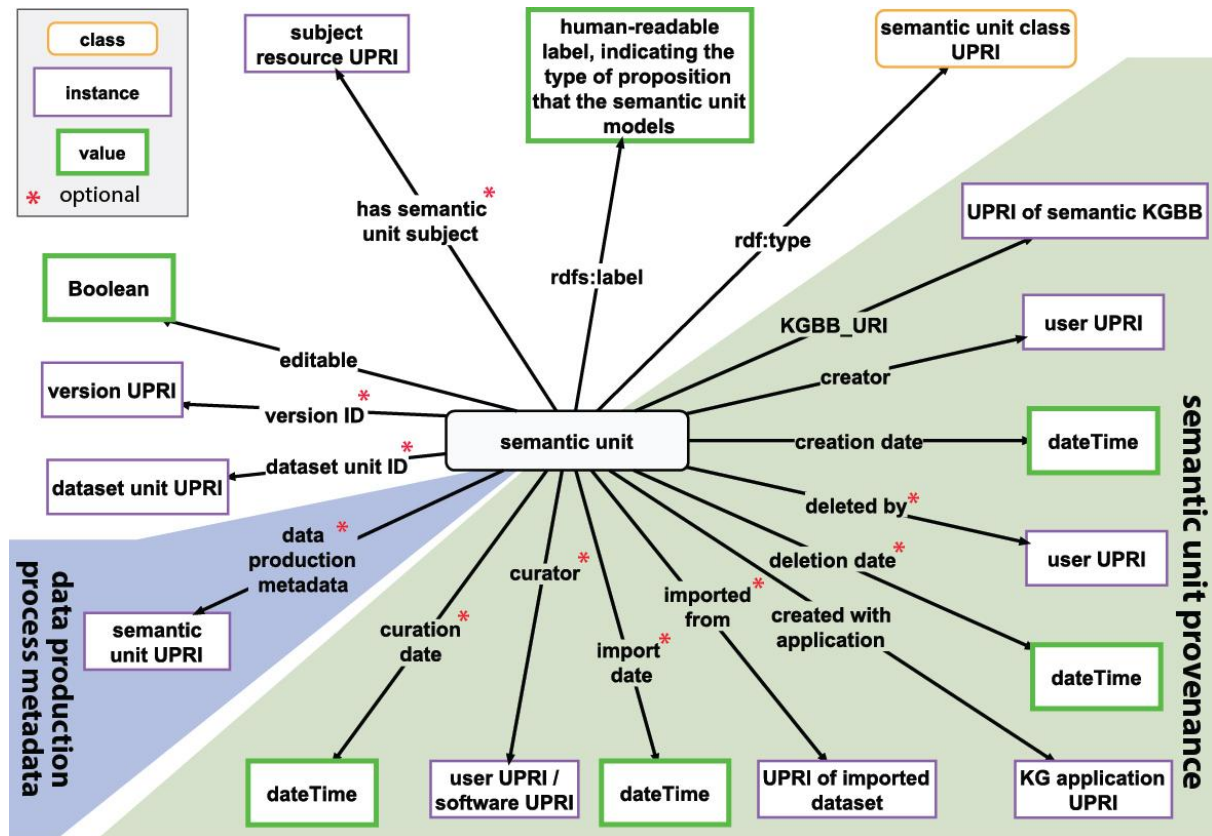 class
instance
value
* optional
subject
resource UPRI
human-readable
label, indicating the
type of proposition
that the semantic unit
models
semantic unit class
UPRI
has semantic*
unit subject
rdfs:label
rdf:type
UPRI of semantic KGBB
KGBB_URI
Boolean
editable
user UPRI
creator
version UPRI
version ID*
semantic unit
creation date
dateTime
dataset unit UPRI
dataset unit ID*
deleted by*
user UPRI
data*
production
metadata
semantic
unit UPRI
data production
process metadata
curation*
date
curator*
import*
date
imported*
from
created with
application
deletion date*
dateTime
semantic unit provenance
dateTime
user UPRI /
software UPRI
dateTime
UPRI of imported
dataset
KG application
UPRI